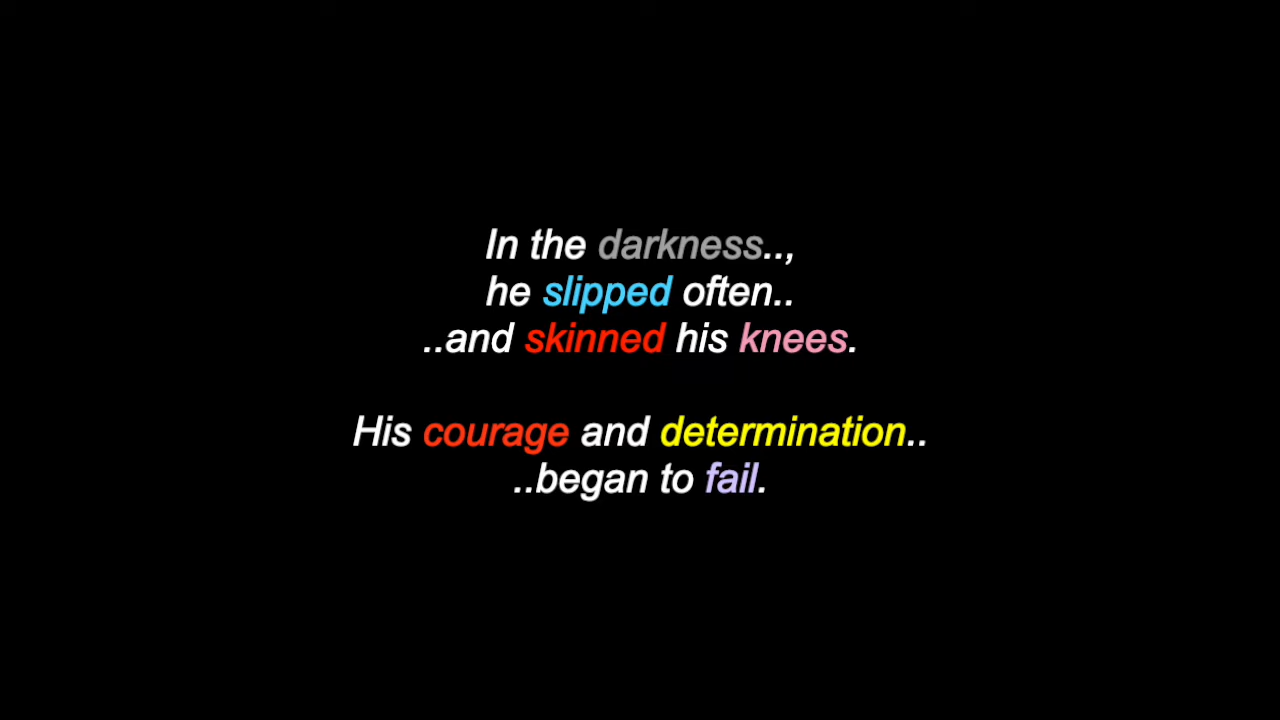 In the darkness..,
he slipped often..
..and skinned his knees.
His courage and determination..
..began to fail.